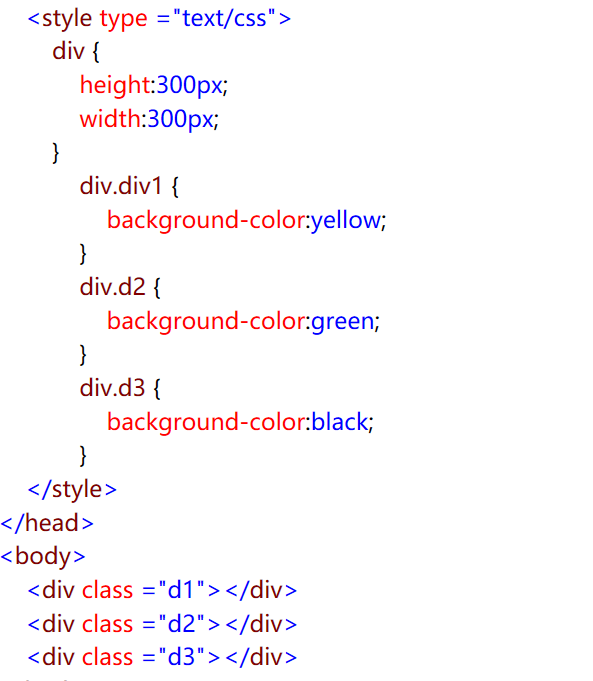 <style type ="text/css">
div {
height:300px;
width:300px;
}
div.div1 {
background-color:yellow;
}
div.d2 {
background-color:green;
}
div.d3 {
background-color:black;
}
</style>
</head>
<body>
<div class ="d1"></div>
<div class ="d2"></div>
<div class ="d3"></div>